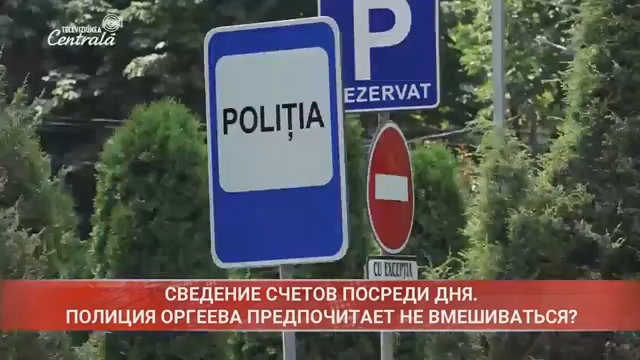 TELEVIZIUNEA
Centrală
P
REZERVAT
POLIȚIA
CU EXCEPȚIA
СВЕДЕНИЕ СЧЕТОВ ПОСРЕДИ ДНЯ.
ПОЛИЦИЯ ОРГЕЕВА ПРЕДПОЧИТАЕТ НЕ ВМЕШИВАТЬСЯ?